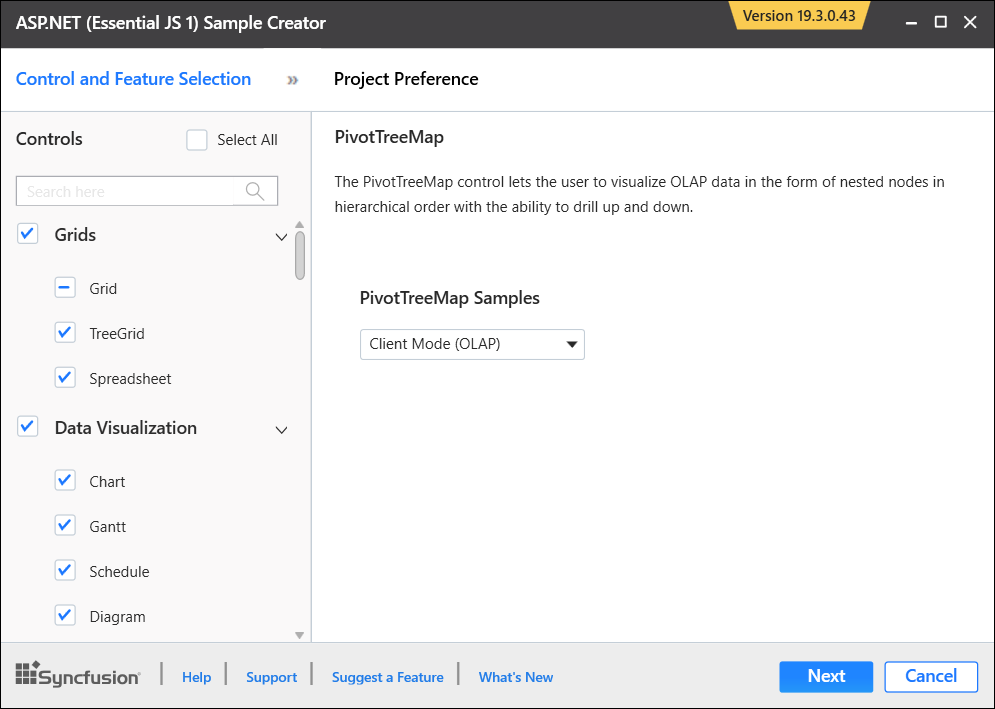 ASP.NET (Essential JS 1) Sample Creator
Version 19.3.0.43
Control and Feature Selection
»
Project Preference
Controls
Select All
Search here
Grids
Grid
TreeGrid
Spreadsheet
Data Visualization
Chart
Gantt
Schedule
Diagram
PivotTreeMap
The PivotTreeMap control lets the user to visualize OLAP data in the form of nested nodes in
hierarchical order with the ability to drill up and down.
PivotTreeMap Samples
Client Mode (OLAP)
Syncfusion
Help
Support
Suggest a Feature
What's New
Next
Cancel